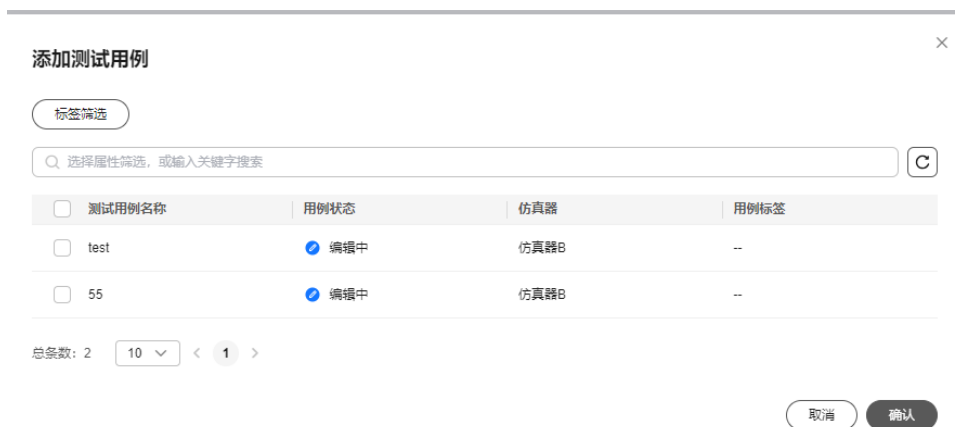 添加测试用例
标签筛选
选择属性筛选，或输入关键字搜索
测试用例名称 用例状态 仿真器 用例标签
test 编辑中 仿真器B --
55 编辑中 仿真器B --
总条数: 2 10 < 1 >
取消 确认